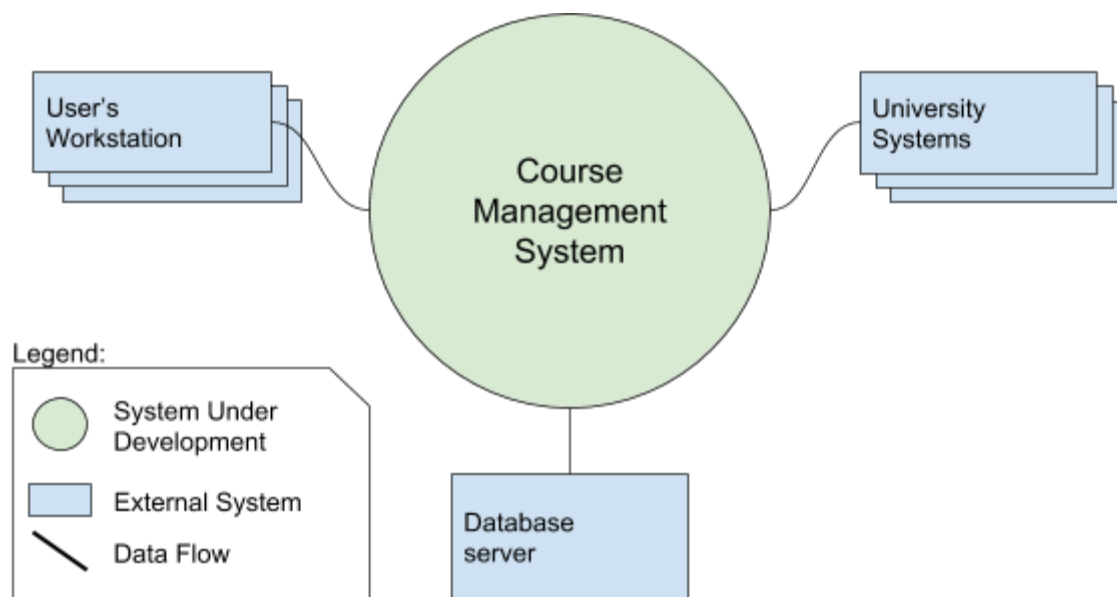 User's
Workstation
Course
Management
System
University
Systems
Legend:
System Under
Development
External System
Data Flow
Database
server